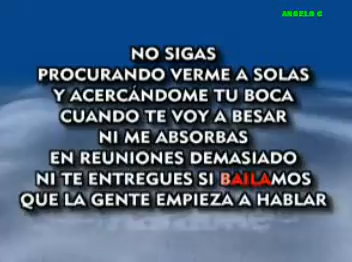 ANGELO C
NO SIGAS
PROCURANDO VERME A SOLAS
Y ACERCÁNDOME TU BOCA
CUANDO TE VOY A BESAR
NI ME ABSORBAS
EN REUNIONES DEMASIADO
NI TE ENTREGUES SI BAILAMOS
QUE LA GENTE EMPIEZA A HABLAR